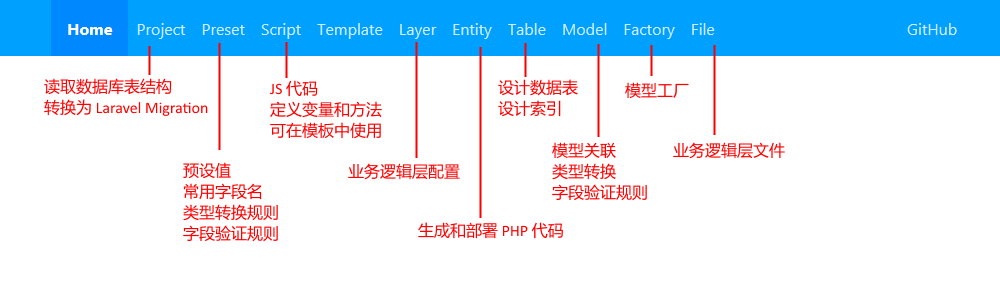 Home Project Preset Script Template Layer Entity Table Model Factory File GitHub
读取数据库表结构
转换为 Laravel Migration
预设值
常用字段名
类型转换规则
字段验证规则
JS 代码
定义变量和方法
可在模板中使用
业务逻辑层配置
生成和部署 PHP 代码
设计数据表
设计索引
模型关联
类型转换
字段验证规则
模型工厂
业务逻辑层文件